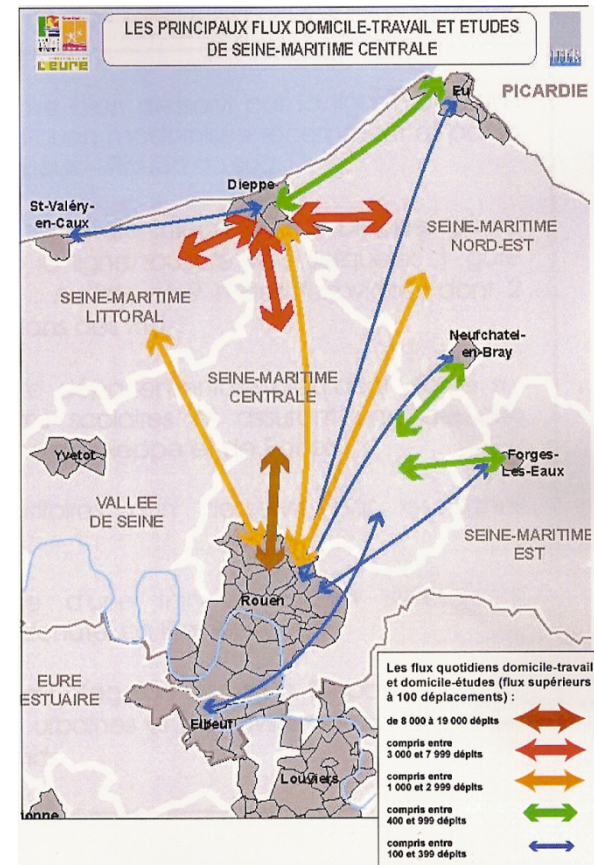 LES PRINCIPAUX FLUX DOMICILE-TRAVAIL ET ETUDES
DE SEINE-MARITIME CENTRALE
L'EURE
Eu
PICARDIE
Dieppe
St-Valéry-
en-Caux
SEINE-MARITIME
NORD-EST
SEINE-MARITIME
LITTORAL
Neufchatel-
en-Bray
SEINE-MARITIME
CENTRALE
Yvetot
Forges-
Les-Eaux
VALLEE
DE SEINE
SEINE-MARITIME
EST
Rouen
EURE
ESTUAIRE
Elbeuf
Louviers
onne
Les flux quotidiens domicile-travail
et domicile-études (flux supérieurs
à 100 déplacements) :
de 8 000 à 19 000 déplts
compris entre
3 000 et 7 999 déplts
compris entre
1 000 et 2 999 déplts
compris entre
400 et 999 déplts
compris entre
100 et 399 déplts